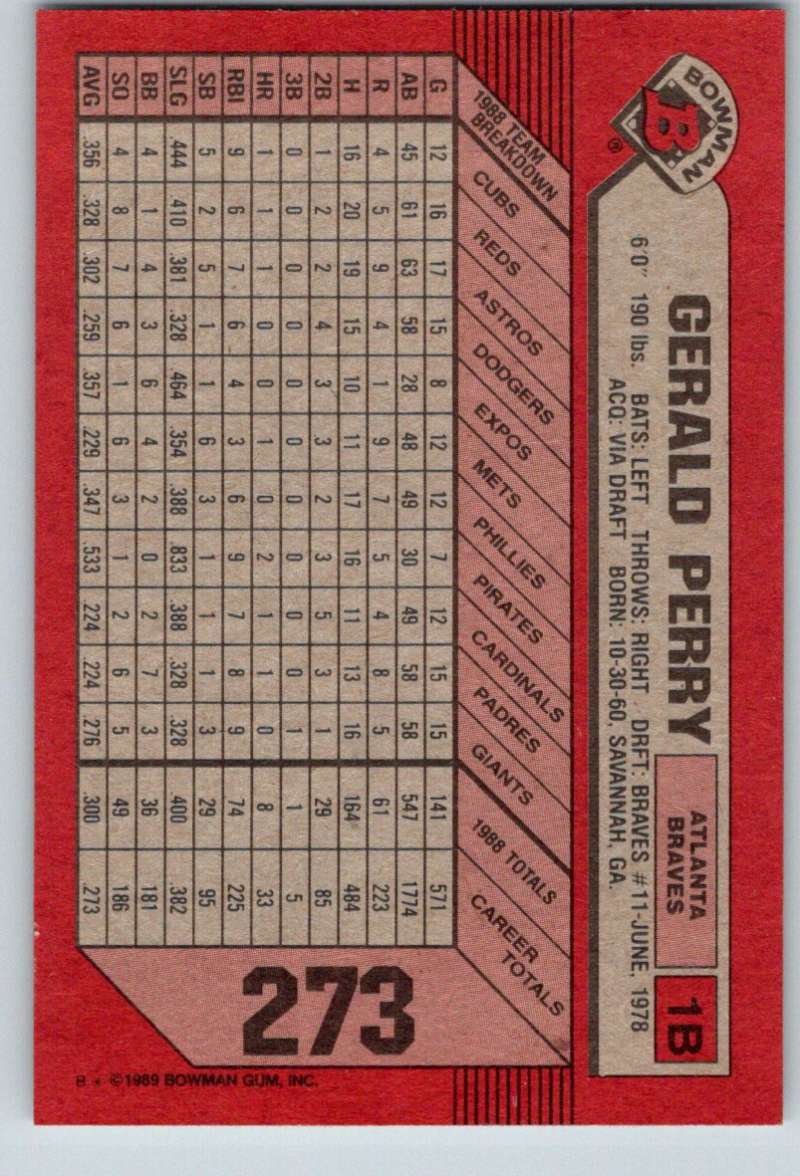 BOWMAN
B
®
GERALD PERRY
ATLANTA
BRAVES
1B
6'0" 190 lbs. BATS: LEFT THROWS: RIGHT DRFT: BRAVES #11-JUNE, 1978
ACQ: VIA DRAFT BORN: 10-30-60, SAVANNAH, GA.
1988 TEAM BREAKDOWN CUBS REDS ASTROS DODGERS EXPOS METS PHILLIES PIRATES CARDINALS PADRES GIANTS 1988 TOTALS CAREER TOTALS
G 12 16 17 15 8 12 12 7 12 15 15 141 571
AB 45 61 63 58 28 48 49 30 49 58 58 547 1774
R 4 5 9 4 1 9 7 5 4 8 5 61 223
H 16 20 19 15 10 11 17 16 11 13 16 164 484
2B 1 2 2 4 3 3 2 3 5 3 1 29 85
3B 0 0 0 0 0 0 0 0 0 0 1 1 5
HR 1 1 1 0 0 1 0 2 1 1 0 8 33
RBI 9 6 7 6 4 3 6 9 7 8 9 74 225
SB 5 2 5 1 1 6 3 1 1 1 3 29 95
SLG .444 .410 .381 .328 .464 .354 .388 .833 .388 .328 .328 .400 .382
BB 4 1 4 3 6 4 2 0 2 7 3 36 181
SO 4 8 7 6 1 6 3 1 2 6 5 49 186
AVG .356 .328 .302 .259 .357 .229 .347 .533 .224 .224 .276 .300 .273
273
B * ©1989 BOWMAN GUM, INC.